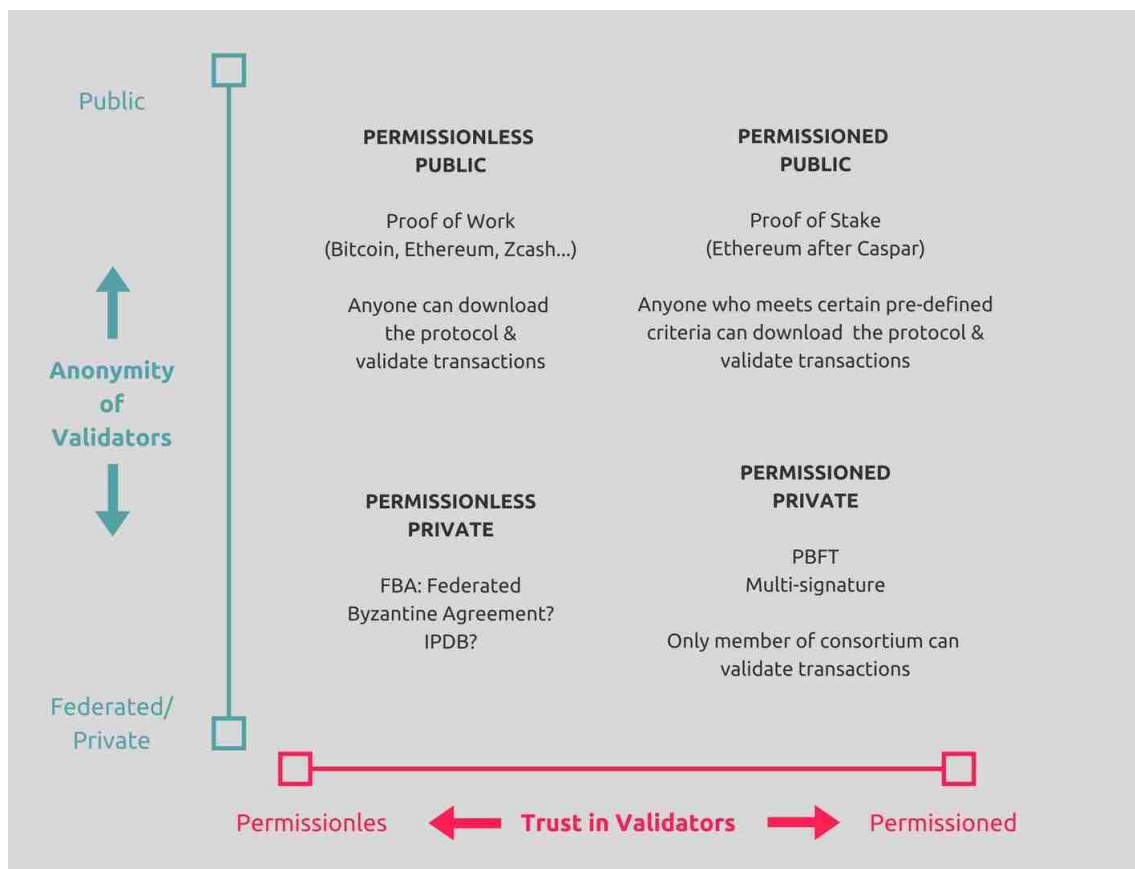 Public
PERMISSIONLESS
PUBLIC
Proof of Work
(Bitcoin, Ethereum, Zcash...)
Anyone can download
the protocol &
validate transactions
PERMISSIONED
PUBLIC
Proof of Stake
(Ethereum after Caspar)
Anyone who meets certain pre-defined
criteria can download the protocol &
validate transactions
Anonymity
of
Validators
PERMISSIONLESS
PRIVATE
FBA: Federated
Byzantine Agreement?
IPDB?
PERMISSIONED
PRIVATE
PBFT
Multi-signature
Only member of consortium can
validate transactions
Federated/
Private
Permissionles
Trust in Validators
Permissioned